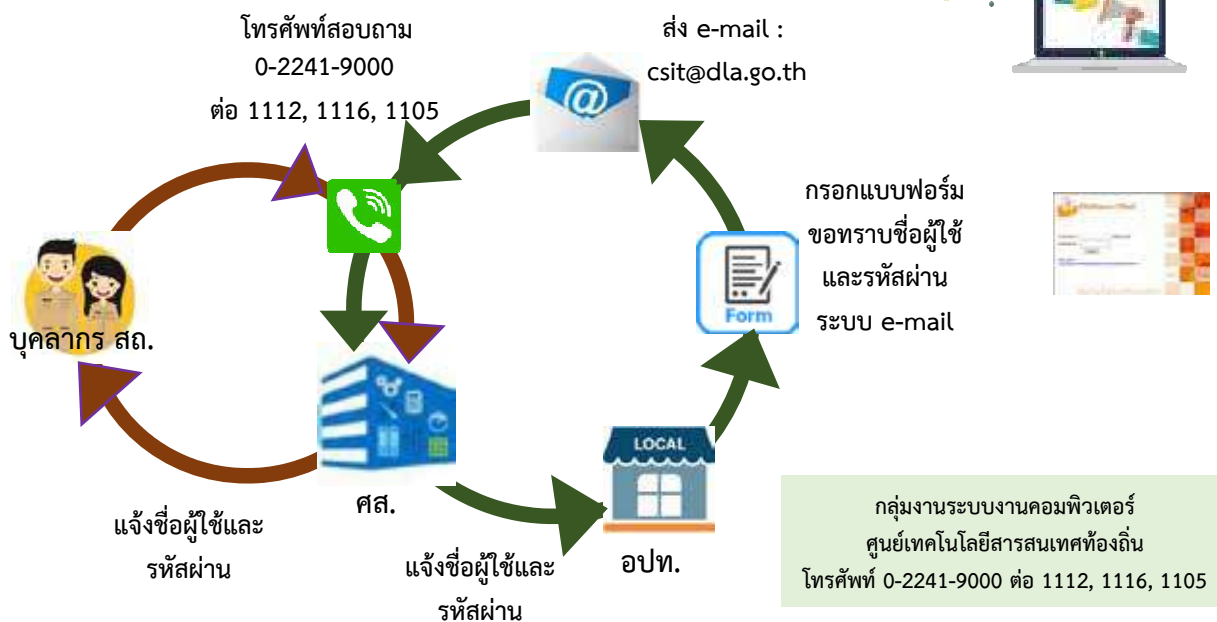 โทรศัพท์สอบถาม
0-2241-9000
ต่อ 1112, 1116, 1105
ส่ง e-mail :
csit@dla.go.th
กรอกแบบฟอร์ม
ขอทราบชื่อผู้ใช้
และรหัสผ่าน
ระบบ e-mail
Form
บุคลากร สถ.
LOCAL
ศส.
อปท.
แจ้งชื่อผู้ใช้และ
รหัสผ่าน
แจ้งชื่อผู้ใช้และ
รหัสผ่าน
กลุ่มงานระบบงานคอมพิวเตอร์
ศูนย์เทคโนโลยีสารสนเทศท้องถิ่น
โทรศัพท์ 0-2241-9000 ต่อ 1112, 1116, 1105